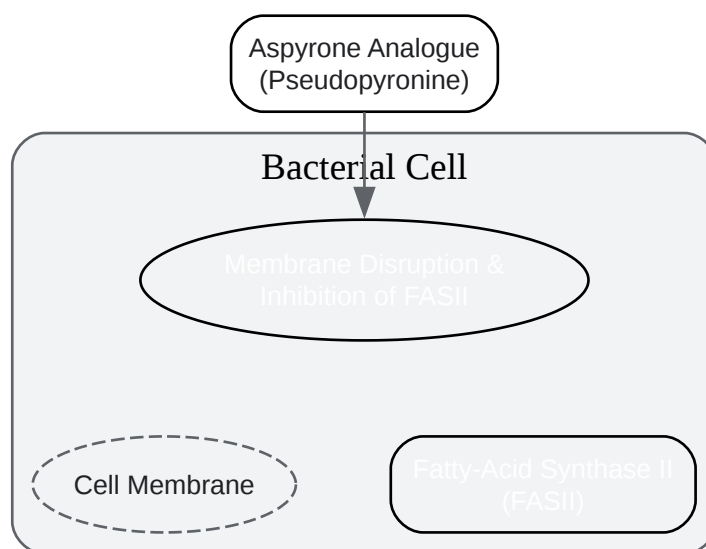 Aspyrone Analogue
(Pseudopyronine)
Bacterial Cell
Membrane Disruption &
Inhibition of FASII
Cell Membrane
Fatty-Acid Synthase II
(FASII)